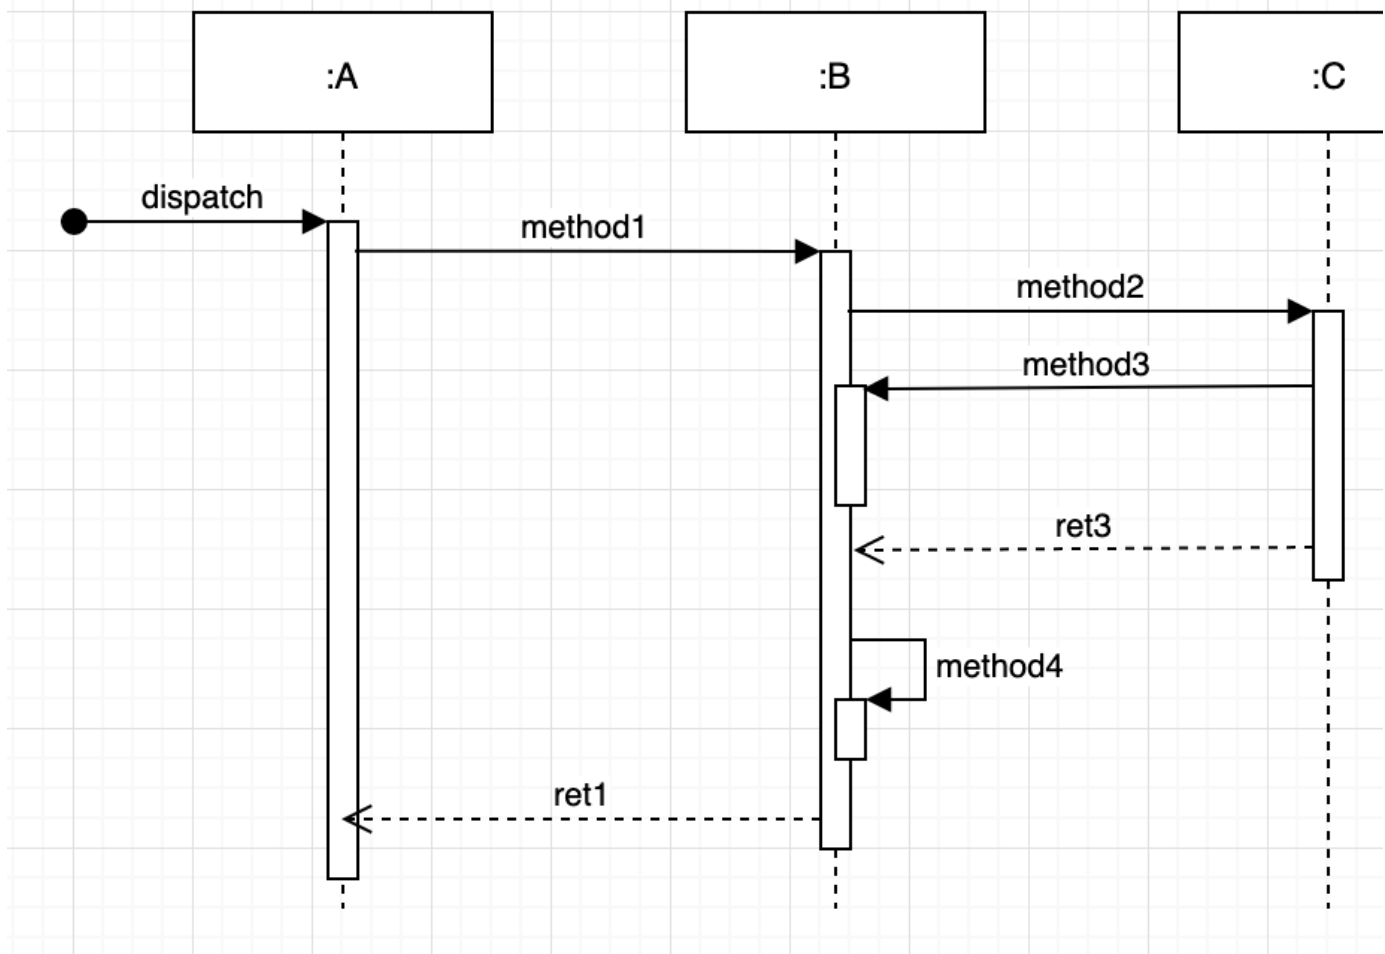 :A
:B
:C
dispatch
method1
method2
method3
ret3
method4
ret1